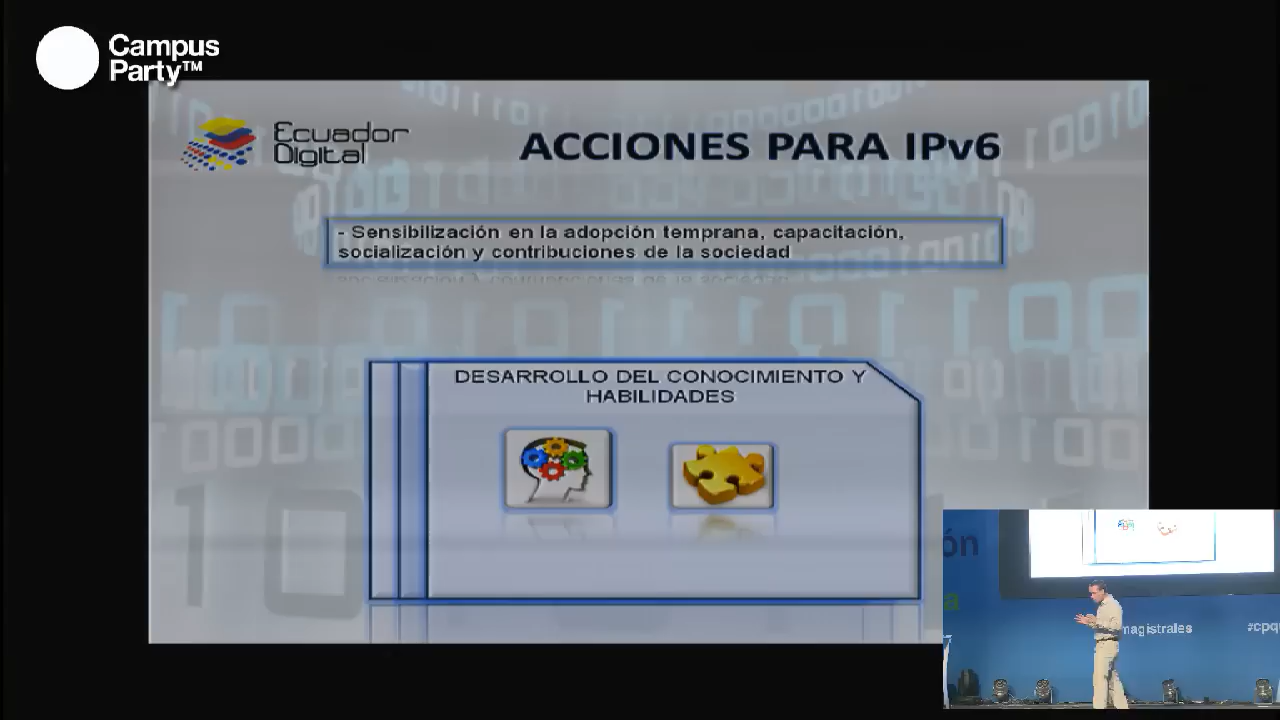 Campus
Party™
Ecuador
Digital
ACCIONES PARA IPv6
- Sensibilización en la adopción temprana, capacitación,
socialización y contribuciones de la sociedad
DESARROLLO DEL CONOCIMIENTO Y
HABILIDADES
magistrales
#cpq